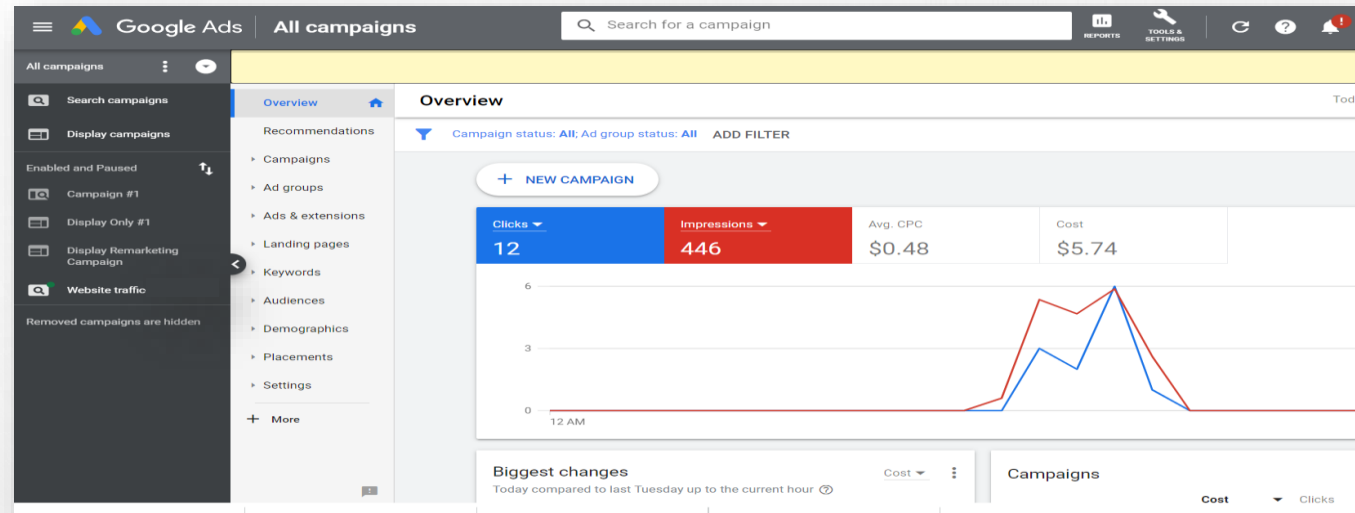 Google Ads
All campaigns
Search for a campaign
REPORTS
TOOLS &
SETTINGS
All campaigns
Search campaigns
Display campaigns
Enabled and Paused
Campaign #1
Display Only #1
Display Remarketing
Campaign
Website traffic
Removed campaigns are hidden
Overview
Recommendations
Campaigns
Ad groups
Ads & extensions
Landing pages
Keywords
Audiences
Demographics
Placements
Settings
+ More
Overview
Tod
Campaign status: All; Ad group status: All ADD FILTER
+ NEW CAMPAIGN
Clicks
12
Impressions
446
Avg. CPC
$0.48
Cost
$5.74
6
3
0
12 AM
Biggest changes
Cost
Today compared to last Tuesday up to the current hour
Campaigns
Cost
Clicks